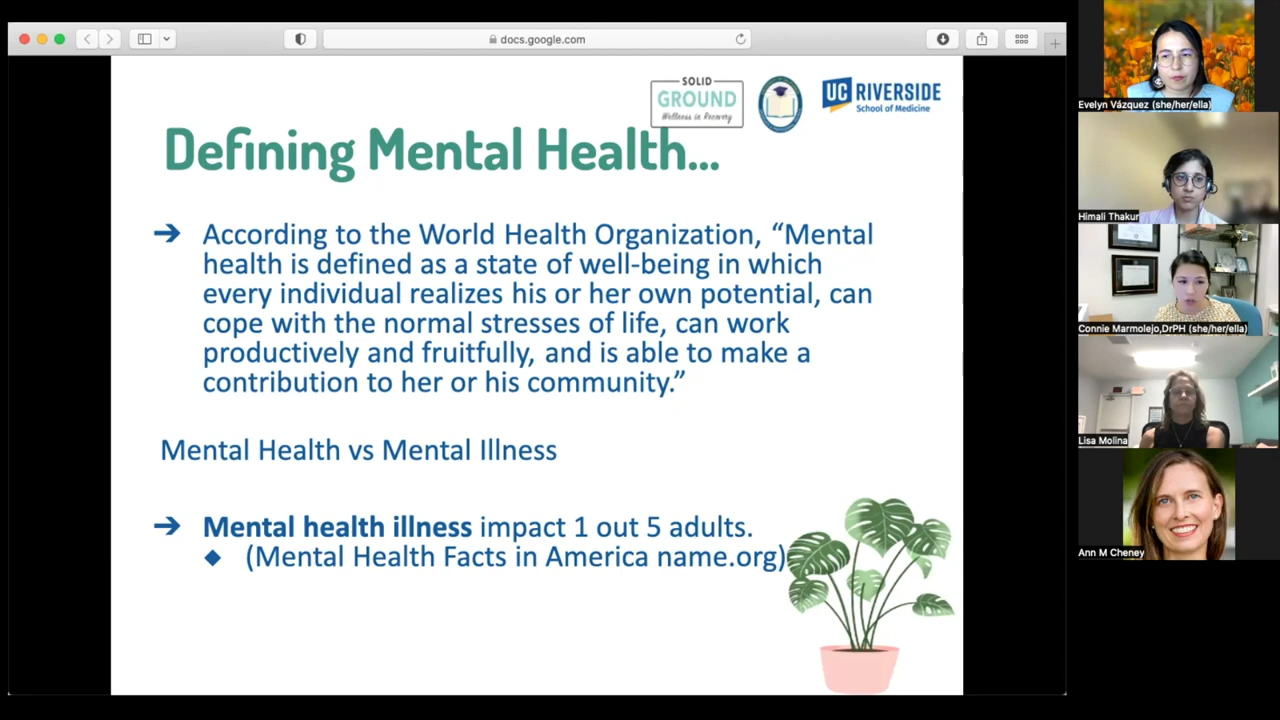 docs.google.com
SOLID
GROUND
Wellness in Recovery
UC RIVERSIDE
School of Medicine
Defining Mental Health...
➔ According to the World Health Organization, “Mental
health is defined as a state of well-being in which
every individual realizes his or her own potential, can
cope with the normal stresses of life, can work
productively and fruitfully, and is able to make a
contribution to her or his community.”
Mental Health vs Mental Illness
➔ Mental health illness impact 1 out 5 adults.
◆ (Mental Health Facts in America name.org)
Evelyn Vázquez (she/her/ella)
Himali Thakur
Connie Marmolejo,DrPH (she/her/ella)
Lisa Molina
Ann M Cheney